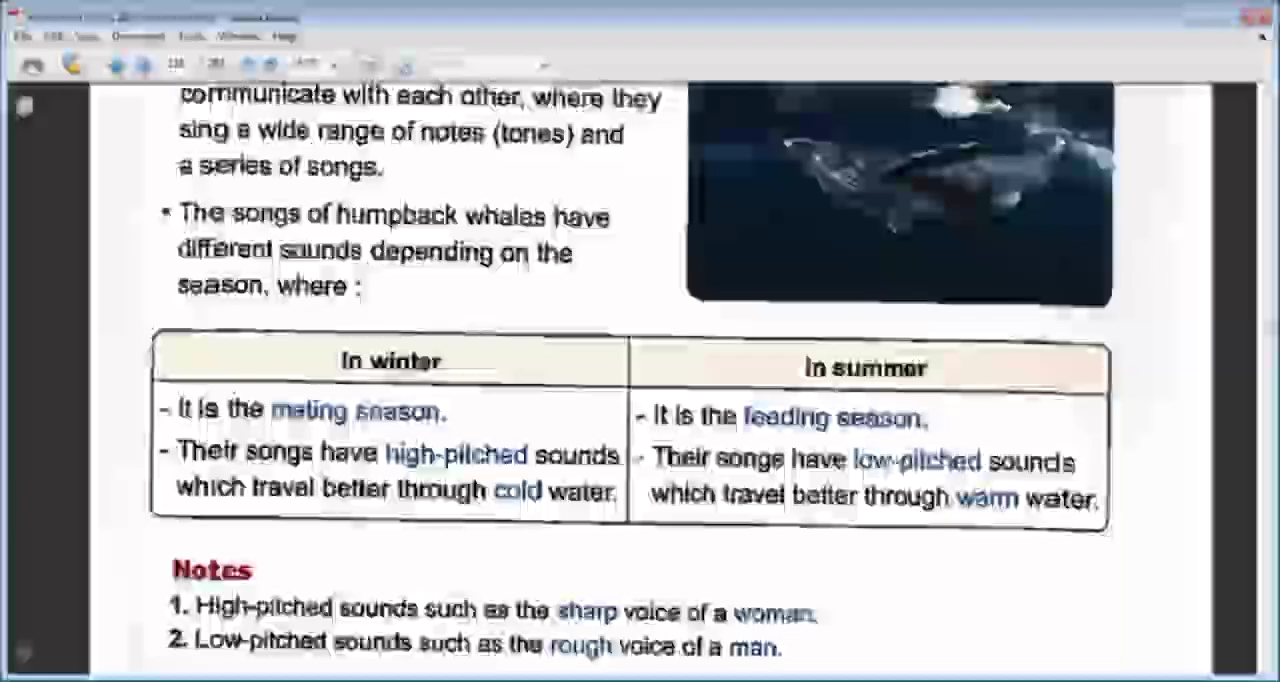 communicate with each other, where they
sing a wide range of notes (tones) and
a series of songs.
• The songs of humpback whales have
different sounds depending on the
season, where :
In winter
- It is the mating season.
- Their songs have high-pitched sounds
which travel better through cold water.
In summer
- It is the feeding season.
- Their songs have low-pitched sounds
which travel better through warm water.
Notes
1. High-pitched sounds such as the sharp voice of a woman.
2. Low-pitched sounds such as the rough voice of a man.